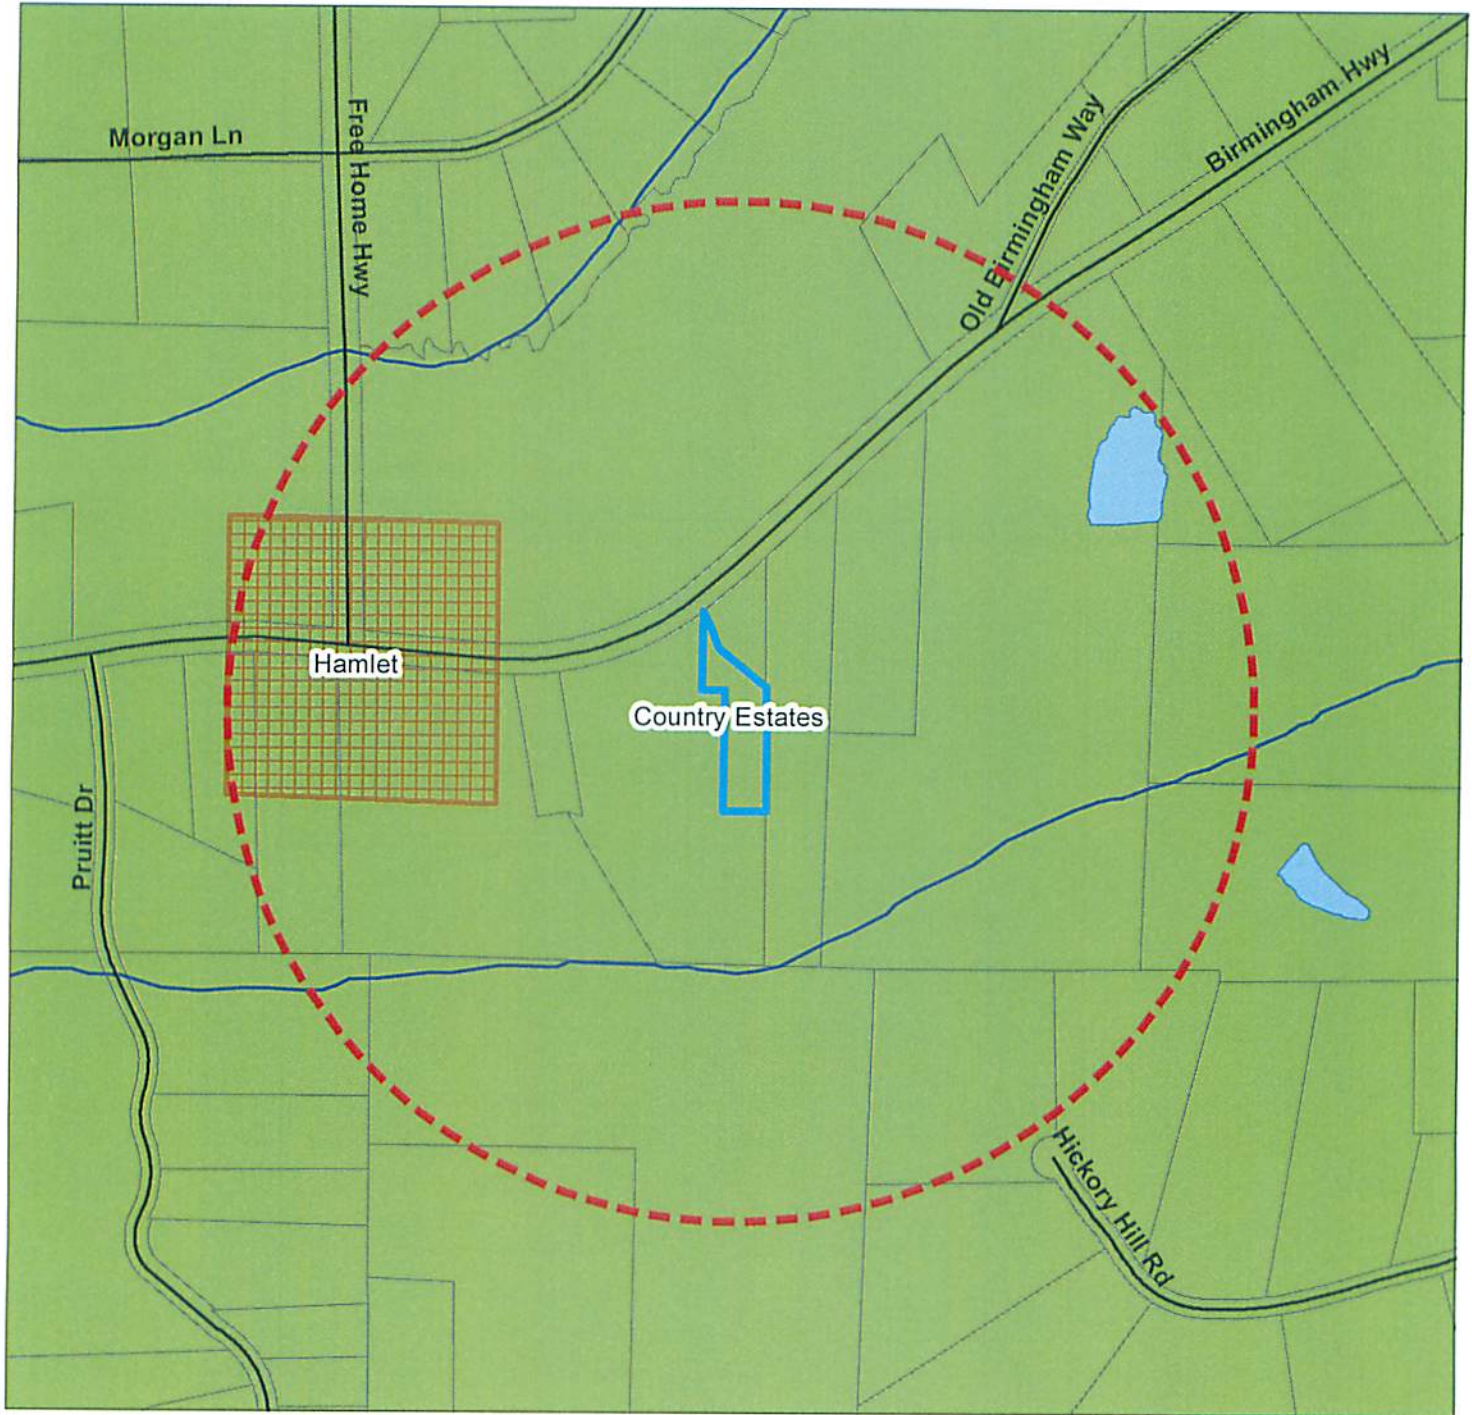 Morgan Ln
Free Home Hwy
Old Birmingham Way
Birmingham Hwy
Hamlet
Country Estates
Pruitt Dr
Hickory Hill Rd